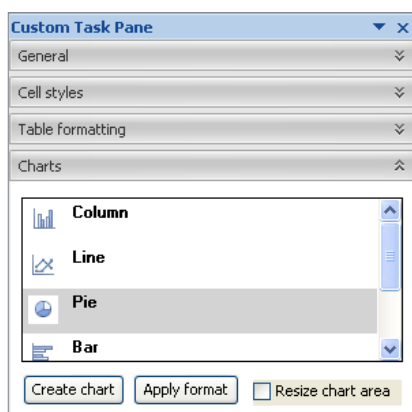 Custom Task Pane
General
Cell styles
Table formatting
Charts
Column
Line
Pie
Bar
Create chart Apply format Resize chart area